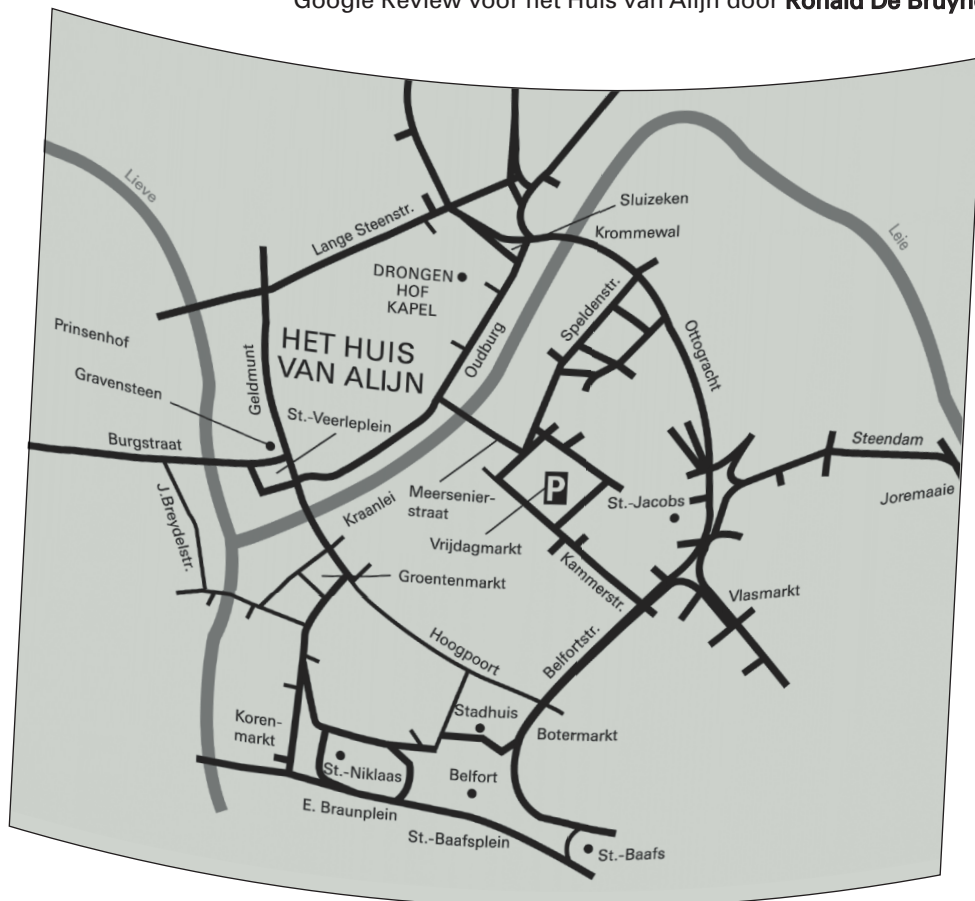 Google Review voor het Huis van Alijn door Ronald De Bruyn
Lieve
Sluizeken
Lange Steenstr.
Krommewal
Leie
DRONGEN
HOF
KAPEL
Speldenstr.
Prinsenhof
HET HUIS
VAN ALIJN
Oudburg
Ottogracht
Gravensteen
Geldmunt
St.-Veerleplein
Burgstraat
Steendam
J.Breydelstr.
Kraanlei
Meersenier-
straat
P
St.-Jacobs
Joremaaie
Vrijdagmarkt
Groentenmarkt
Kammerstr.
Vlasmarkt
Hoogpoort
Belfortstr.
Koren-
markt
Stadhuis
Botermarkt
St.-Niklaas
Belfort
E. Braunplein
St.-Baafsplein
St.-Baafs